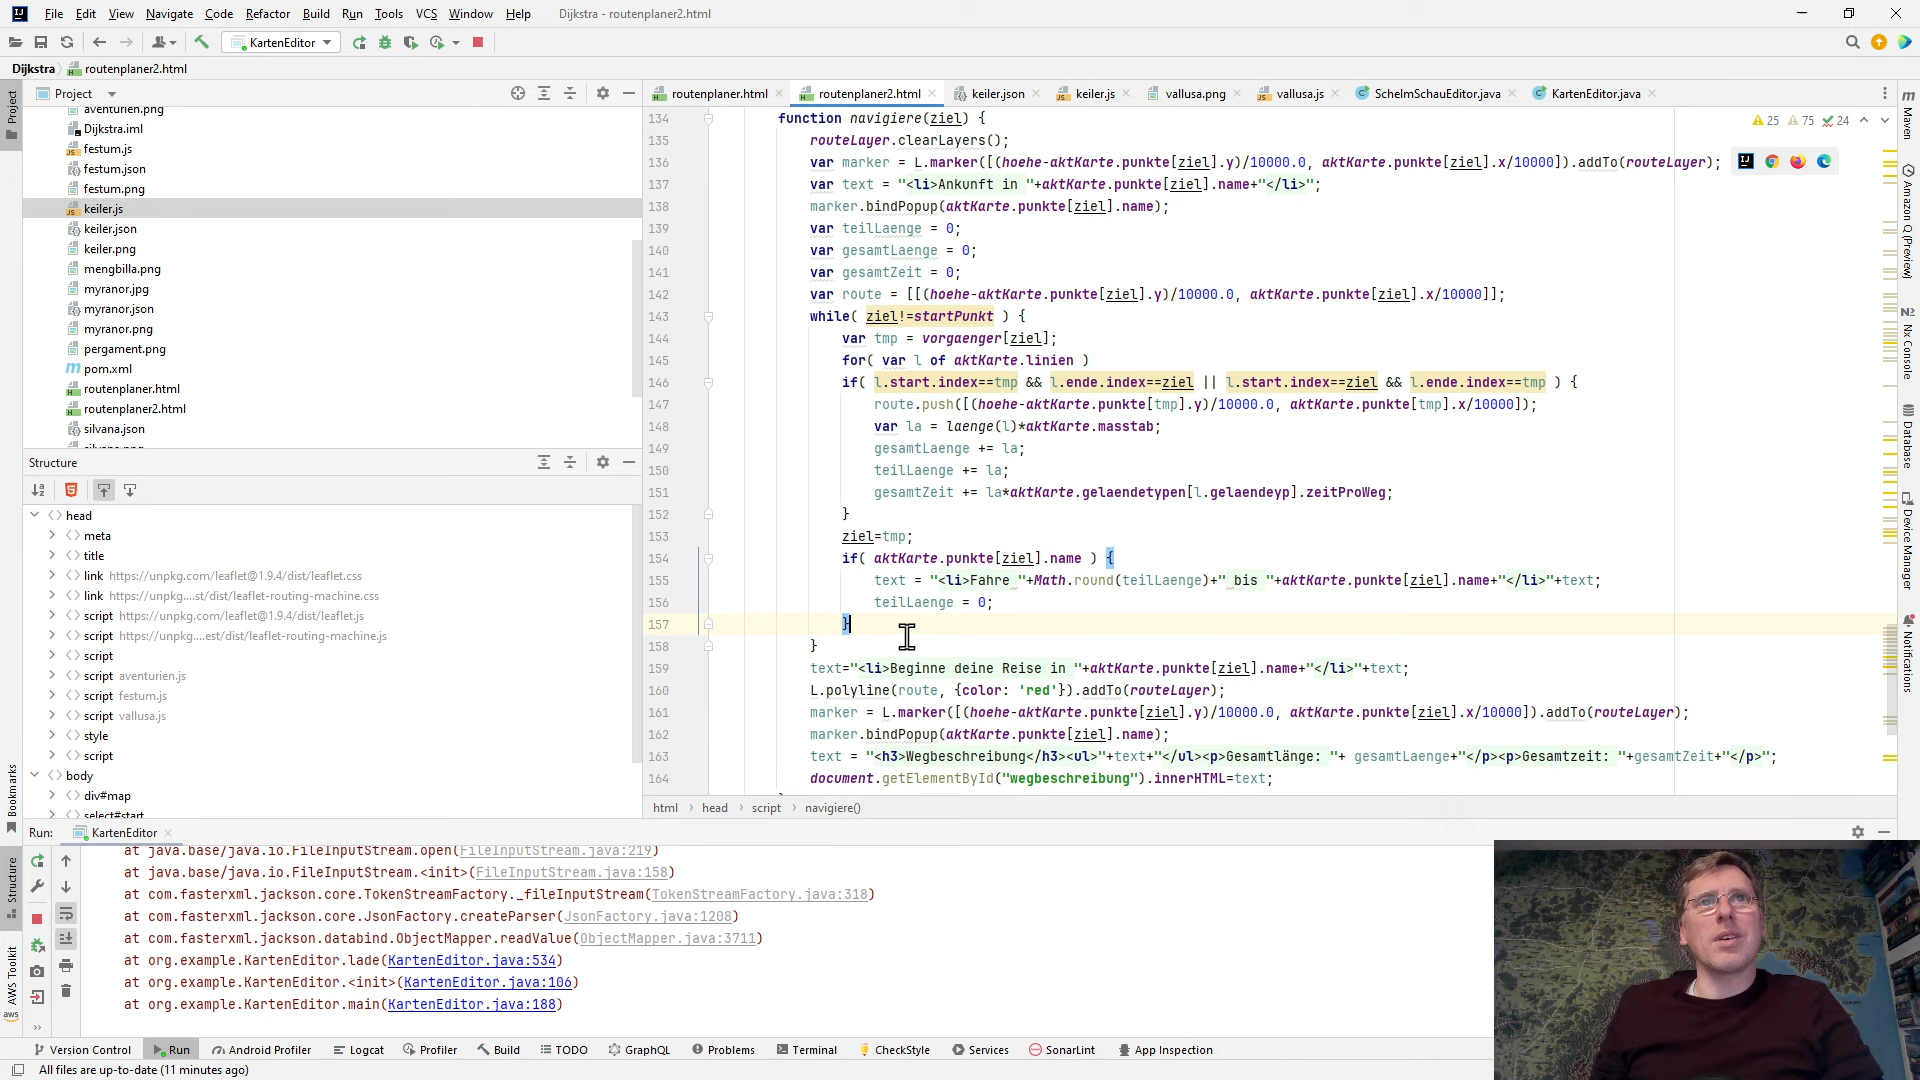 File Edit View Navigate Code Refactor Build Run Tools VCS Window Help Dijkstra - routenplaner2.html
KartenEditor
Dijkstra routenplaner2.html
Project
routenplaner.html routenplaner2.html keiler.json keiler.js vallusa.png vallusa.js SchelmSchauEditor.java KartenEditor.java
aventurien.png
Dijkstra.iml
festum.js
festum.json
festum.png
keiler.js
keiler.json
keiler.png
mengbilla.png
myranor.jpg
myranor.json
myranor.png
pergament.png
pom.xml
routenplaner.html
routenplaner2.html
silvana.json
Structure
head
meta
title
link https://unpkg.com/leaflet@1.9.4/dist/leaflet.css
link https://unpkg....st/dist/leaflet-routing-machine.css
script https://unpkg.com/leaflet@1.9.4/dist/leaflet.js
script https://unpkg....est/dist/leaflet-routing-machine.js
script
script aventurien.js
script festum.js
script vallusa.js
style
script
body
div#map
select#start
25 75 24
134 function navigiere(ziel) {
135 routeLayer.clearLayers();
136 var marker = L.marker([(hoehe-aktKarte.punkte[ziel].y)/10000.0, aktKarte.punkte[ziel].x/10000]).addTo(routeLayer);
137 var text = "<li>Ankunft in "+aktKarte.punkte[ziel].name+"</li>";
138 marker.bindPopup(aktKarte.punkte[ziel].name);
139 var teilLaenge = 0;
140 var gesamtLaenge = 0;
141 var gesamtZeit = 0;
142 var route = [[(hoehe-aktKarte.punkte[ziel].y)/10000.0, aktKarte.punkte[ziel].x/10000]];
143 while( ziel!=startPunkt ) {
144 var tmp = vorgaenger[ziel];
145 for( var l of aktKarte.linien )
146 if( l.start.index==tmp && l.ende.index==ziel || l.start.index==ziel && l.ende.index==tmp ) {
147 route.push([(hoehe-aktKarte.punkte[tmp].y)/10000.0, aktKarte.punkte[tmp].x/10000]);
148 var la = laenge(l)*aktKarte.masstab;
149 gesamtLaenge += la;
150 teilLaenge += la;
151 gesamtZeit += la*aktKarte.gelaendetypen[l.gelaendeyp].zeitProWeg;
152 }
153 ziel=tmp;
154 if( aktKarte.punkte[ziel].name ) {
155 text = "<li>Fahre "+Math.round(teilLaenge)+" bis "+aktKarte.punkte[ziel].name+"</li>"+text;
156 teilLaenge = 0;
157 }
158 }
159 text="<li>Beginne deine Reise in "+aktKarte.punkte[ziel].name+"</li>"+text;
160 L.polyline(route, {color: 'red'}).addTo(routeLayer);
161 marker = L.marker([(hoehe-aktKarte.punkte[ziel].y)/10000.0, aktKarte.punkte[ziel].x/10000]).addTo(routeLayer);
162 marker.bindPopup(aktKarte.punkte[ziel].name);
163 text = "<h3>Wegbeschreibung</h3><ul>"+text+"</ul><p>Gesamtlänge: "+ gesamtLaenge+"</p><p>Gesamtzeit: "+gesamtZeit+"</p>";
164 document.getElementById("wegbeschreibung").innerHTML=text;
html head script navigiere()
Project
Bookmarks
Structure
AWS Toolkit
aws
Maven
Amazon Q (Preview)
Nx Console
Database
Device Manager
Notifications
Run: KartenEditor
at java.base/java.io.FileInputStream.open(FileInputStream.java:219)
at java.base/java.io.FileInputStream.<init>(FileInputStream.java:158)
at com.fasterxml.jackson.core.TokenStreamFactory._fileInputStream(TokenStreamFactory.java:318)
at com.fasterxml.jackson.core.JsonFactory.createParser(JsonFactory.java:1208)
at com.fasterxml.jackson.databind.ObjectMapper.readValue(ObjectMapper.java:3711)
at org.example.KartenEditor.lade(KartenEditor.java:534)
at org.example.KartenEditor.<init>(KartenEditor.java:106)
at org.example.KartenEditor.main(KartenEditor.java:188)
Version Control Run Android Profiler Logcat Profiler Build TODO GraphQL Problems Terminal CheckStyle Services SonarLint App Inspection
All files are up-to-date (11 minutes ago)